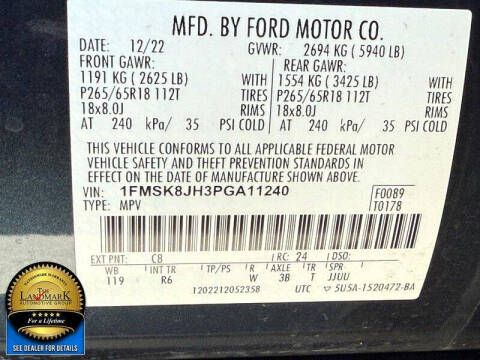 MFD. BY FORD MOTOR CO.
DATE: 12/22 GVWR: 2694 KG (5940 LB)
FRONT GAWR: REAR GAWR:
1191 KG (2625 LB) 1554 KG (3425 LB)
P265/65R18 112T TIRES P265/65R18 112T TIRES
18x8.0J RIMS 18x8.0J RIMS
AT 240 kPa/ 35 PSI COLD AT 240 kPa/ 35 PSI COLD
THIS VEHICLE CONFORMS TO ALL APPLICABLE FEDERAL MOTOR
VEHICLE SAFETY AND THEFT PREVENTION STANDARDS IN
EFFECT ON THE DATE OF MANUFACTURE SHOWN ABOVE.
VIN: 1FMSK8JH3PGA11240 F0089
TYPE: MPV T0178
EXT PNT: C8 RC: 24 DSO:
WB INT TR TP/PS R AXLE TR SPR
119 R6 W 3B T JJUU
1202212052358 UTC 5USA-1520472-BA
THE
LANDMARK
AUTOMOTIVE GROUP
For a Lifetime
SEE DEALER FOR DETAILS